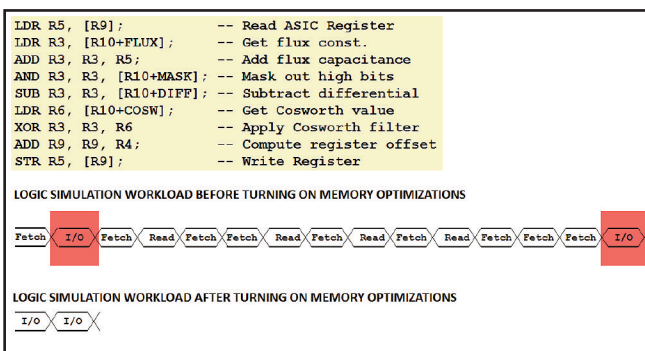 LDR R5, [R9]; -- Read ASIC Register
LDR R3, [R10+FLUX]; -- Get flux const.
ADD R3, R3, R5; -- Add flux capacitance
AND R3, R3, [R10+MASK]; -- Mask out high bits
SUB R3, R3, [R10+DIFF]; -- Subtract differential
LDR R6, [R10+COSW]; -- Get Cosworth value
XOR R3, R3, R6 -- Apply Cosworth filter
ADD R9, R9, R4; -- Compute register offset
STR R5, [R9]; -- Write Register
LOGIC SIMULATION WORKLOAD BEFORE TURNING ON MEMORY OPTIMIZATIONS
Fetch I/O Fetch Read Fetch Fetch Read Fetch Read Fetch Read Fetch Fetch Fetch I/O
LOGIC SIMULATION WORKLOAD AFTER TURNING ON MEMORY OPTIMIZATIONS
I/O I/O